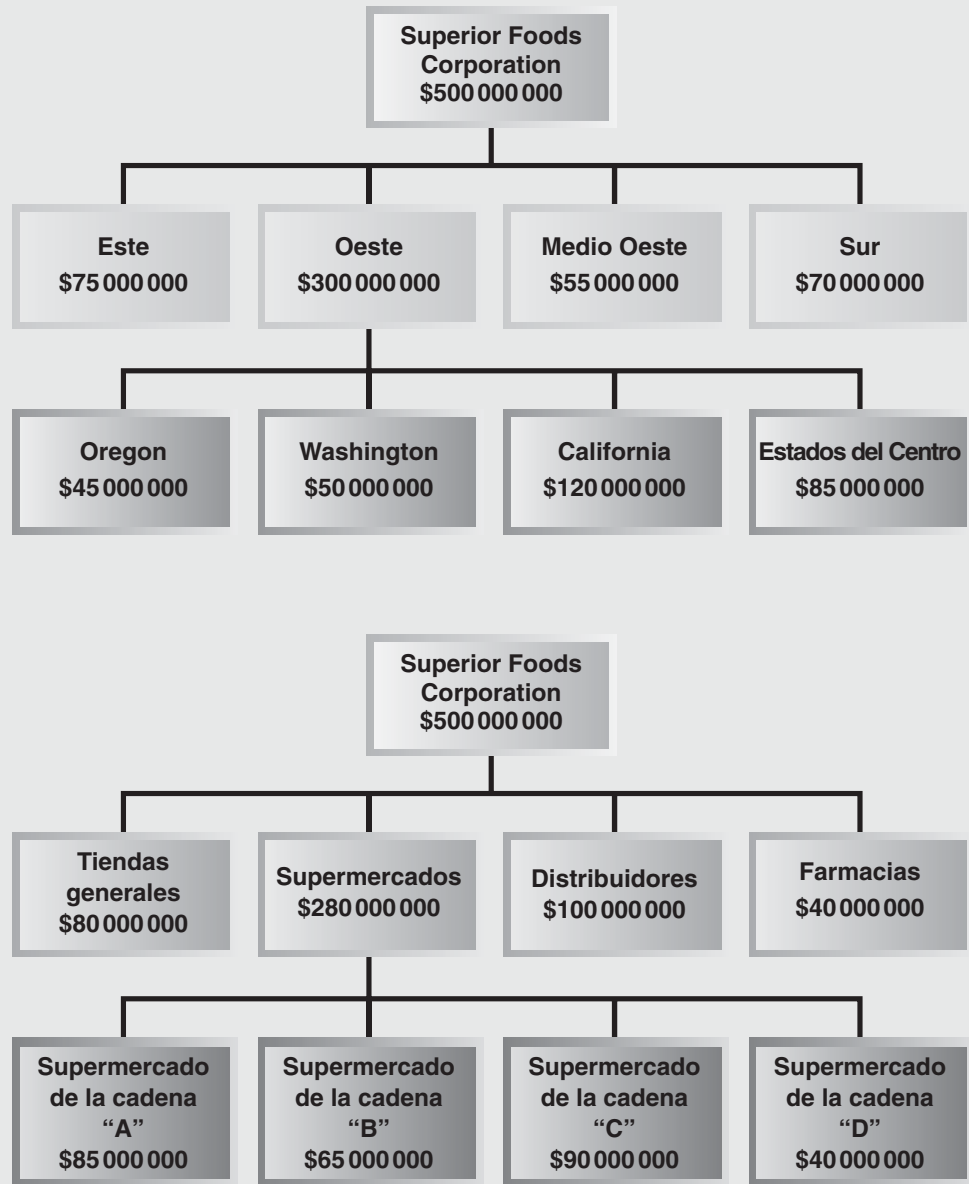 Superior Foods
Corporation
$500 000 000
Este
$75 000 000
Oeste
$300 000 000
Medio Oeste
$55 000 000
Sur
$70 000 000
Oregon
$45 000 000
Washington
$50 000 000
California
$120 000 000
Estados del Centro
$85 000 000
Superior Foods
Corporation
$500 000 000
Tiendas
generales
$80 000 000
Supermercados
$280 000 000
Distribuidores
$100 000 000
Farmacias
$40 000 000
Supermercado
de la cadena
“A”
$85 000 000
Supermercado
de la cadena
“B”
$65 000 000
Supermercado
de la cadena
“C”
$90 000 000
Supermercado
de la cadena
“D”
$40 000 000